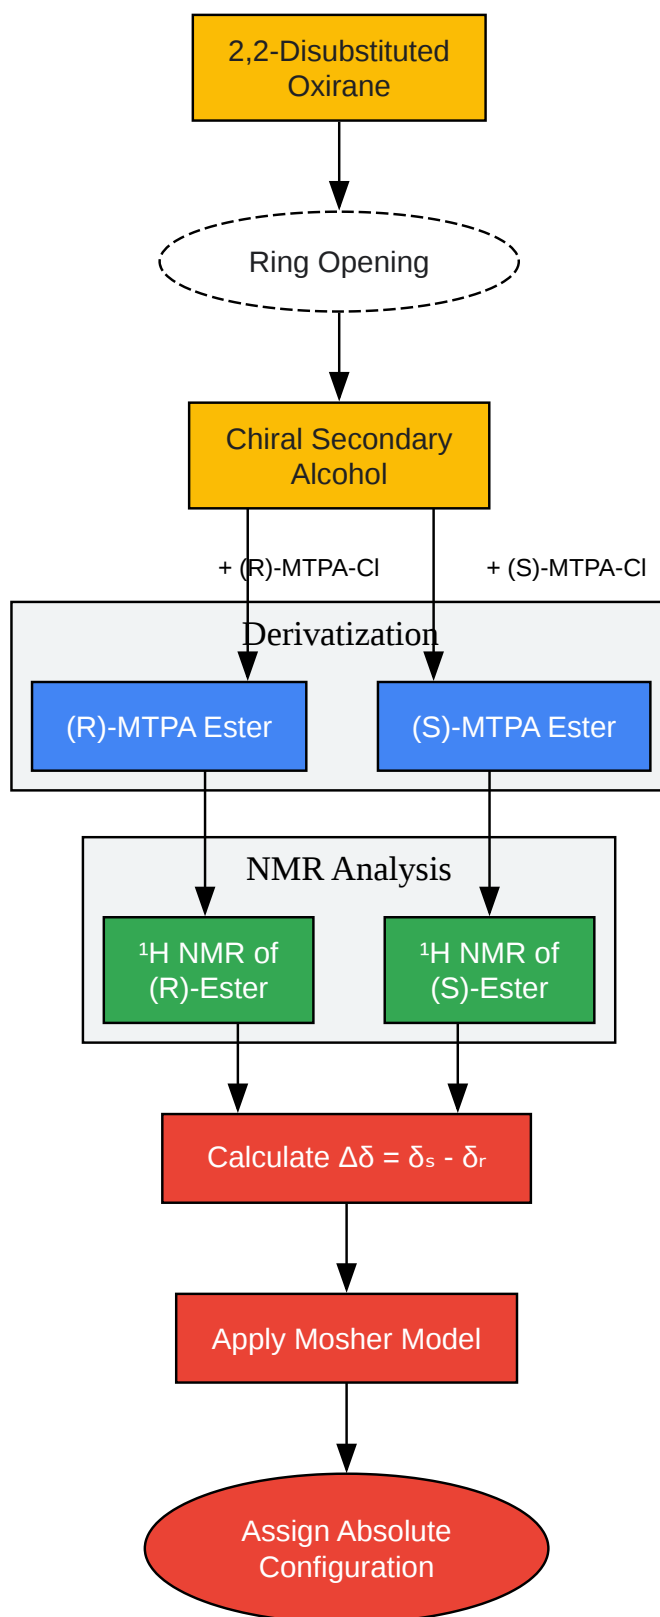 2,2-Disubstituted
Oxirane
Ring Opening
Chiral Secondary
Alcohol
+ (R)-MTPA-Cl
+ (S)-MTPA-Cl
Derivatization
(R)-MTPA Ester
(S)-MTPA Ester
NMR Analysis
¹H NMR of
(R)-Ester
¹H NMR of
(S)-Ester
Calculate Δδ = δₛ - δᵣ
Apply Mosher Model
Assign Absolute
Configuration